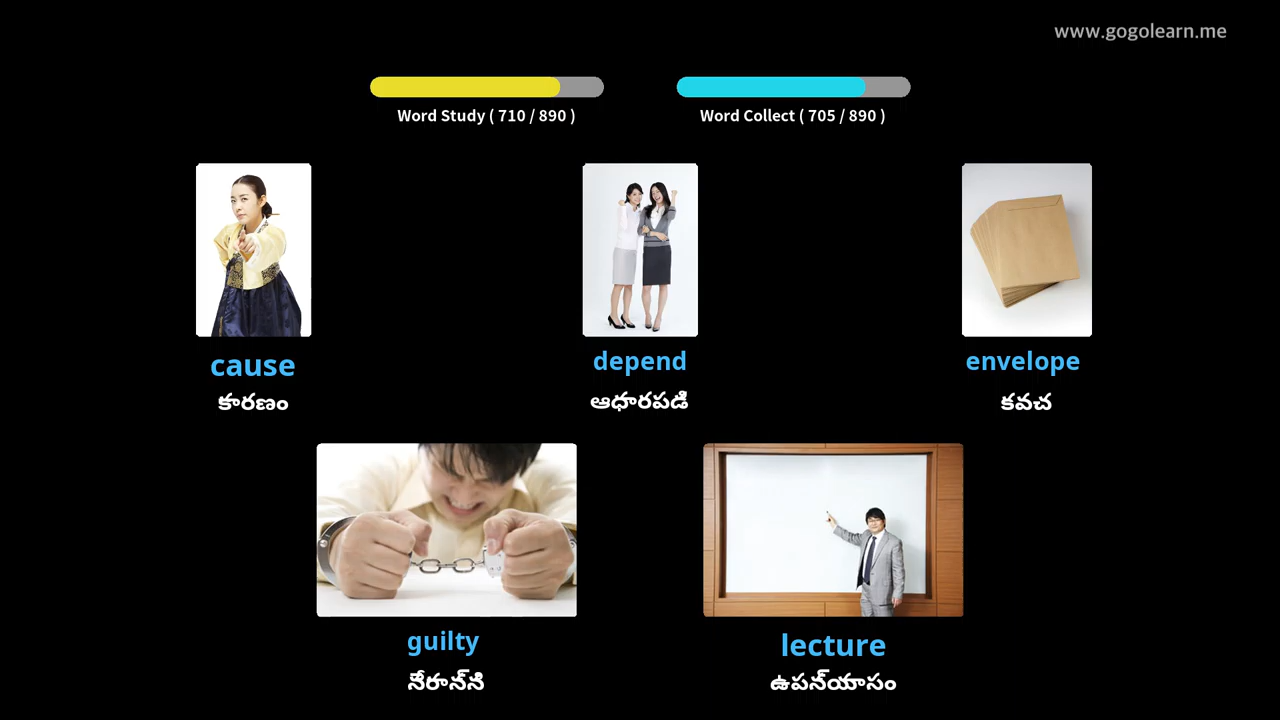 www.gogolearn.me
Word Study ( 710 / 890 )
Word Collect ( 705 / 890 )
cause
కారణం
depend
ఆధారపడి
envelope
కవచ
guilty
నేరాన్ని
lecture
ఉపన్యాసం